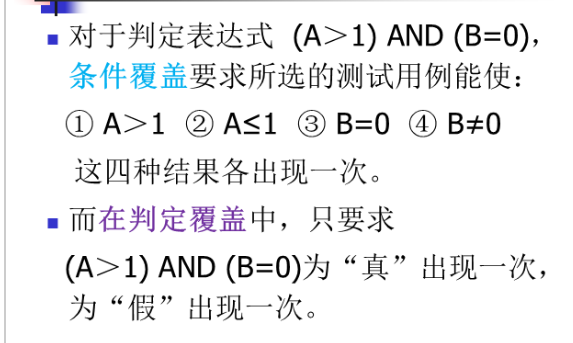 对于判定表达式 (A＞1) AND (B=0)，
条件覆盖要求所选的测试用例能使：
① A＞1 ② A≤1 ③ B=0 ④ B≠0
这四种结果各出现一次。
而在判定覆盖中，只要求
(A＞1) AND (B=0)为“真”出现一次，
为“假”出现一次。